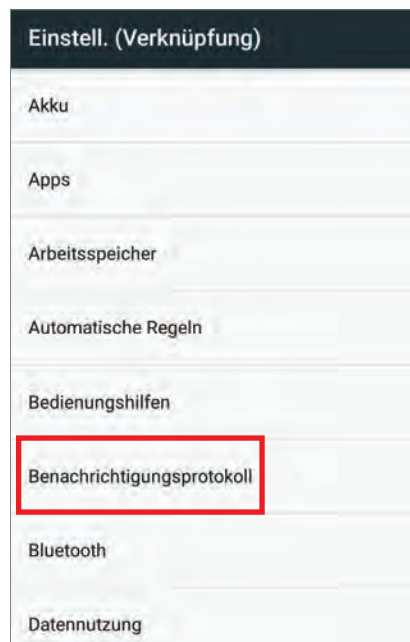 Einstell. (Verknüpfung)
Akku
Apps
Arbeitsspeicher
Automatische Regeln
Bedienungshilfen
Benachrichtigungsprotokoll
Bluetooth
Datennutzung